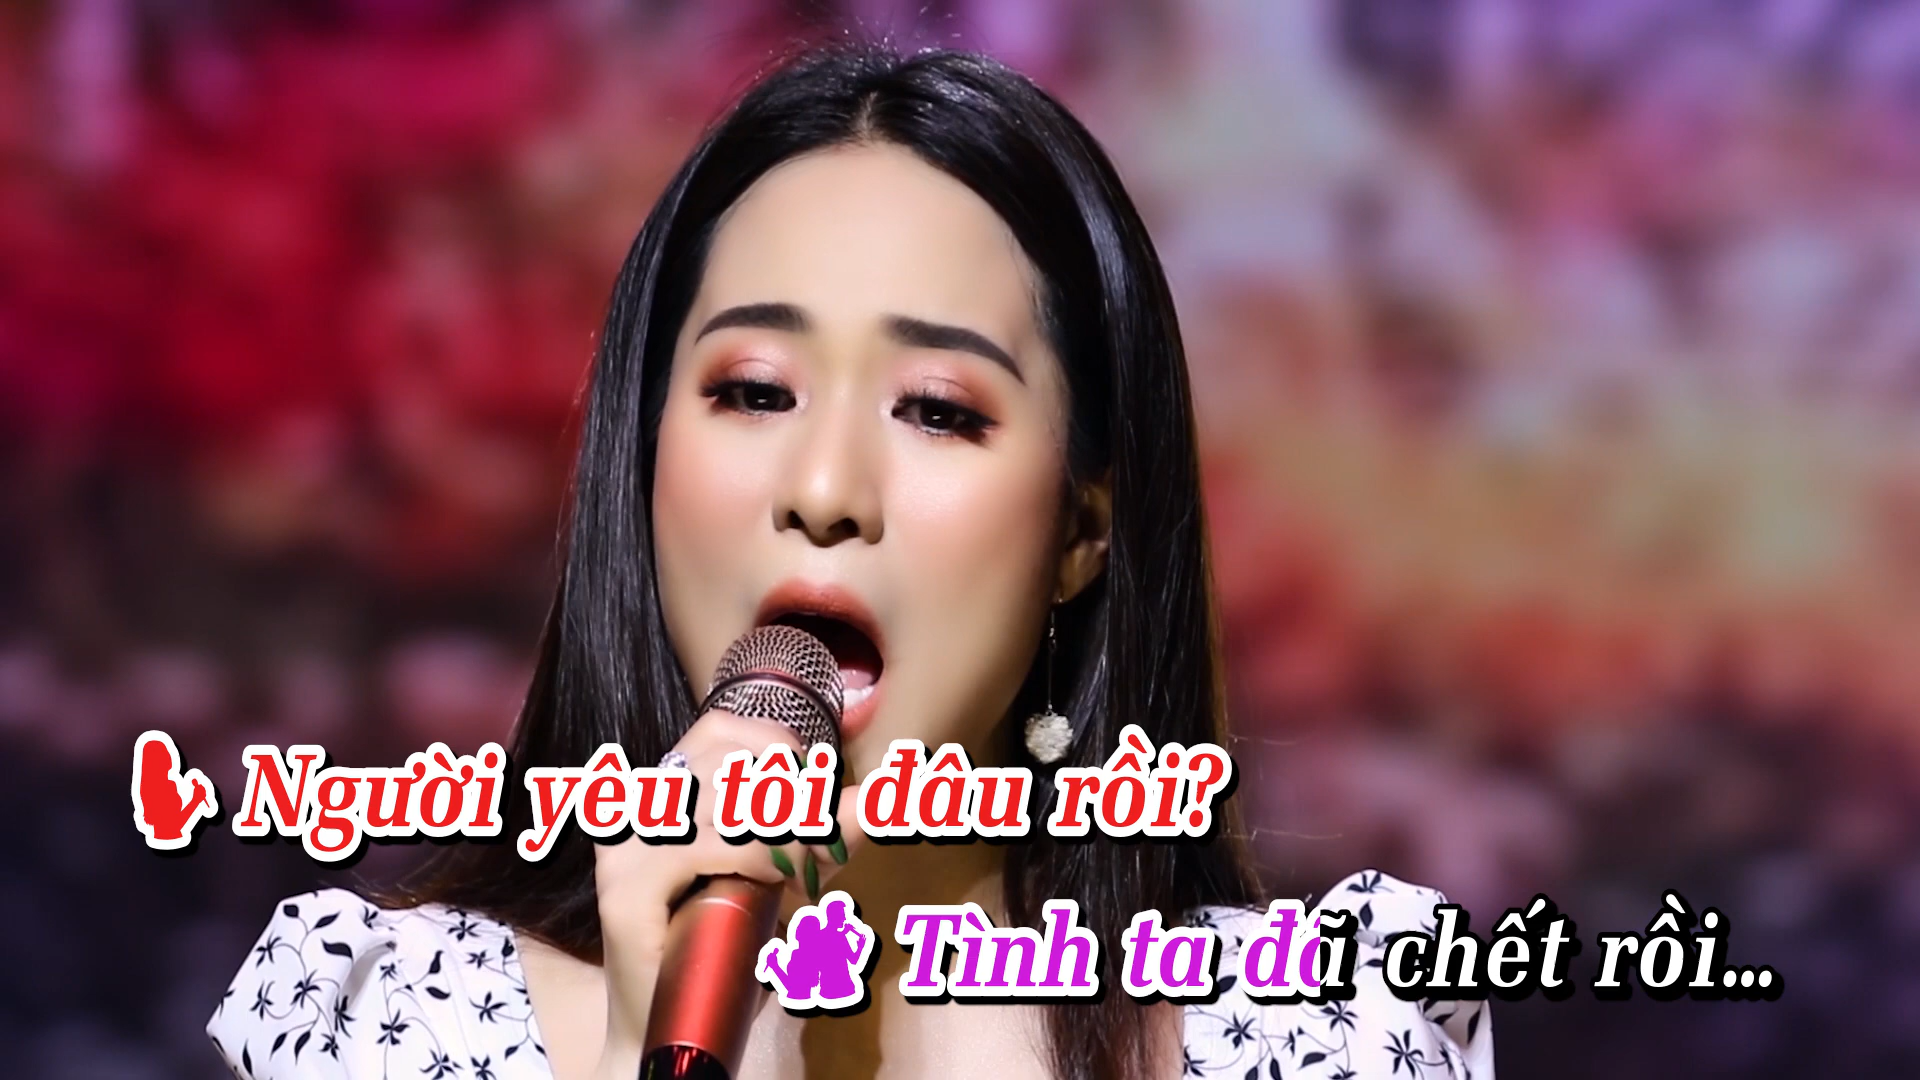 Người yêu tôi đâu rồi?
Tình ta đã chết rồi...